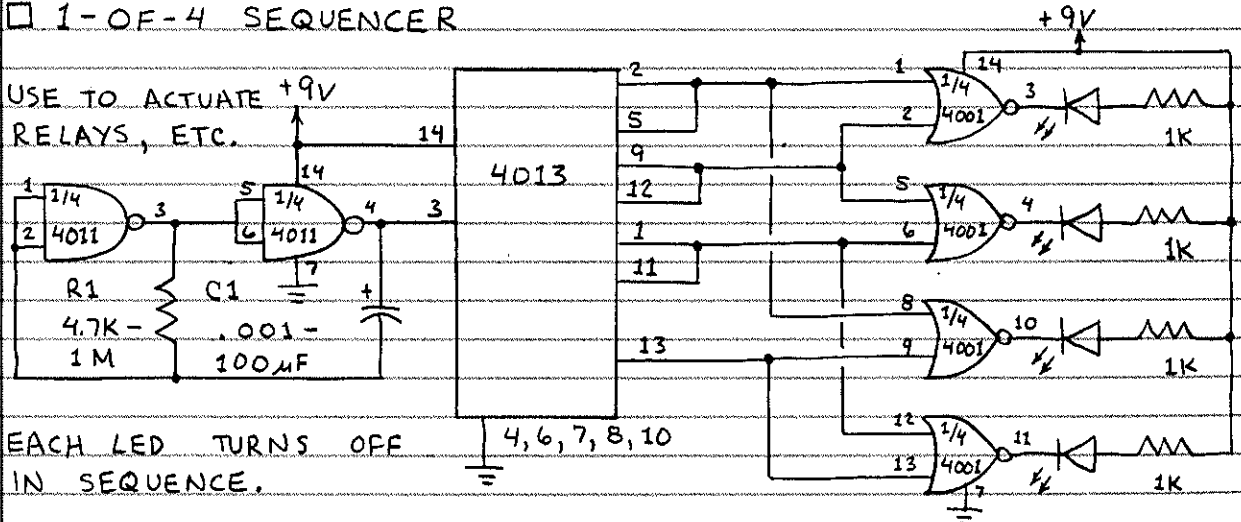 □ 1-OF-4 SEQUENCER
+9V
USE TO ACTUATE +9V
RELAYS, ETC.
14
14
1
2
1/4
4011
3
5
6
1/4
4011
4
7
3
R1
4.7K-
1M
C1
.001-
100µF
+
4013
2
5
9
12
1
11
13
4, 6, 7, 8, 10
1
2
14
1/4
4001
3
1K
5
6
1/4
4001
4
1K
8
9
1/4
4001
10
1K
12
13
1/4
4001
11
7
1K
EACH LED TURNS OFF
IN SEQUENCE.